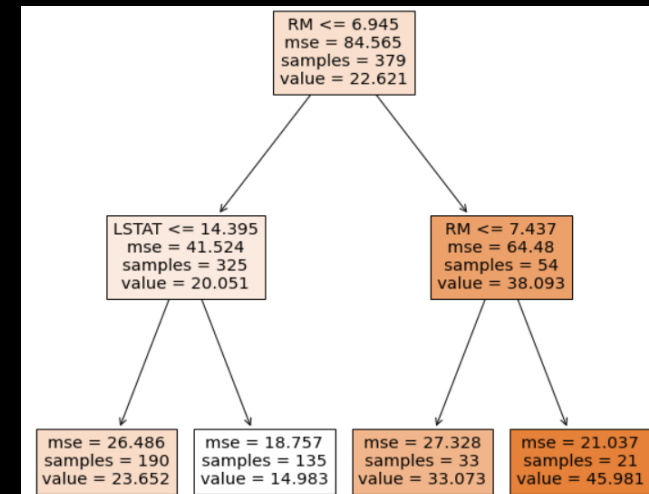 RM <= 6.945
mse = 84.565
samples = 379
value = 22.621
LSTAT <= 14.395
mse = 41.524
samples = 325
value = 20.051
RM <= 7.437
mse = 64.48
samples = 54
value = 38.093
mse = 26.486
samples = 190
value = 23.652
mse = 18.757
samples = 135
value = 14.983
mse = 27.328
samples = 33
value = 33.073
mse = 21.037
samples = 21
value = 45.981